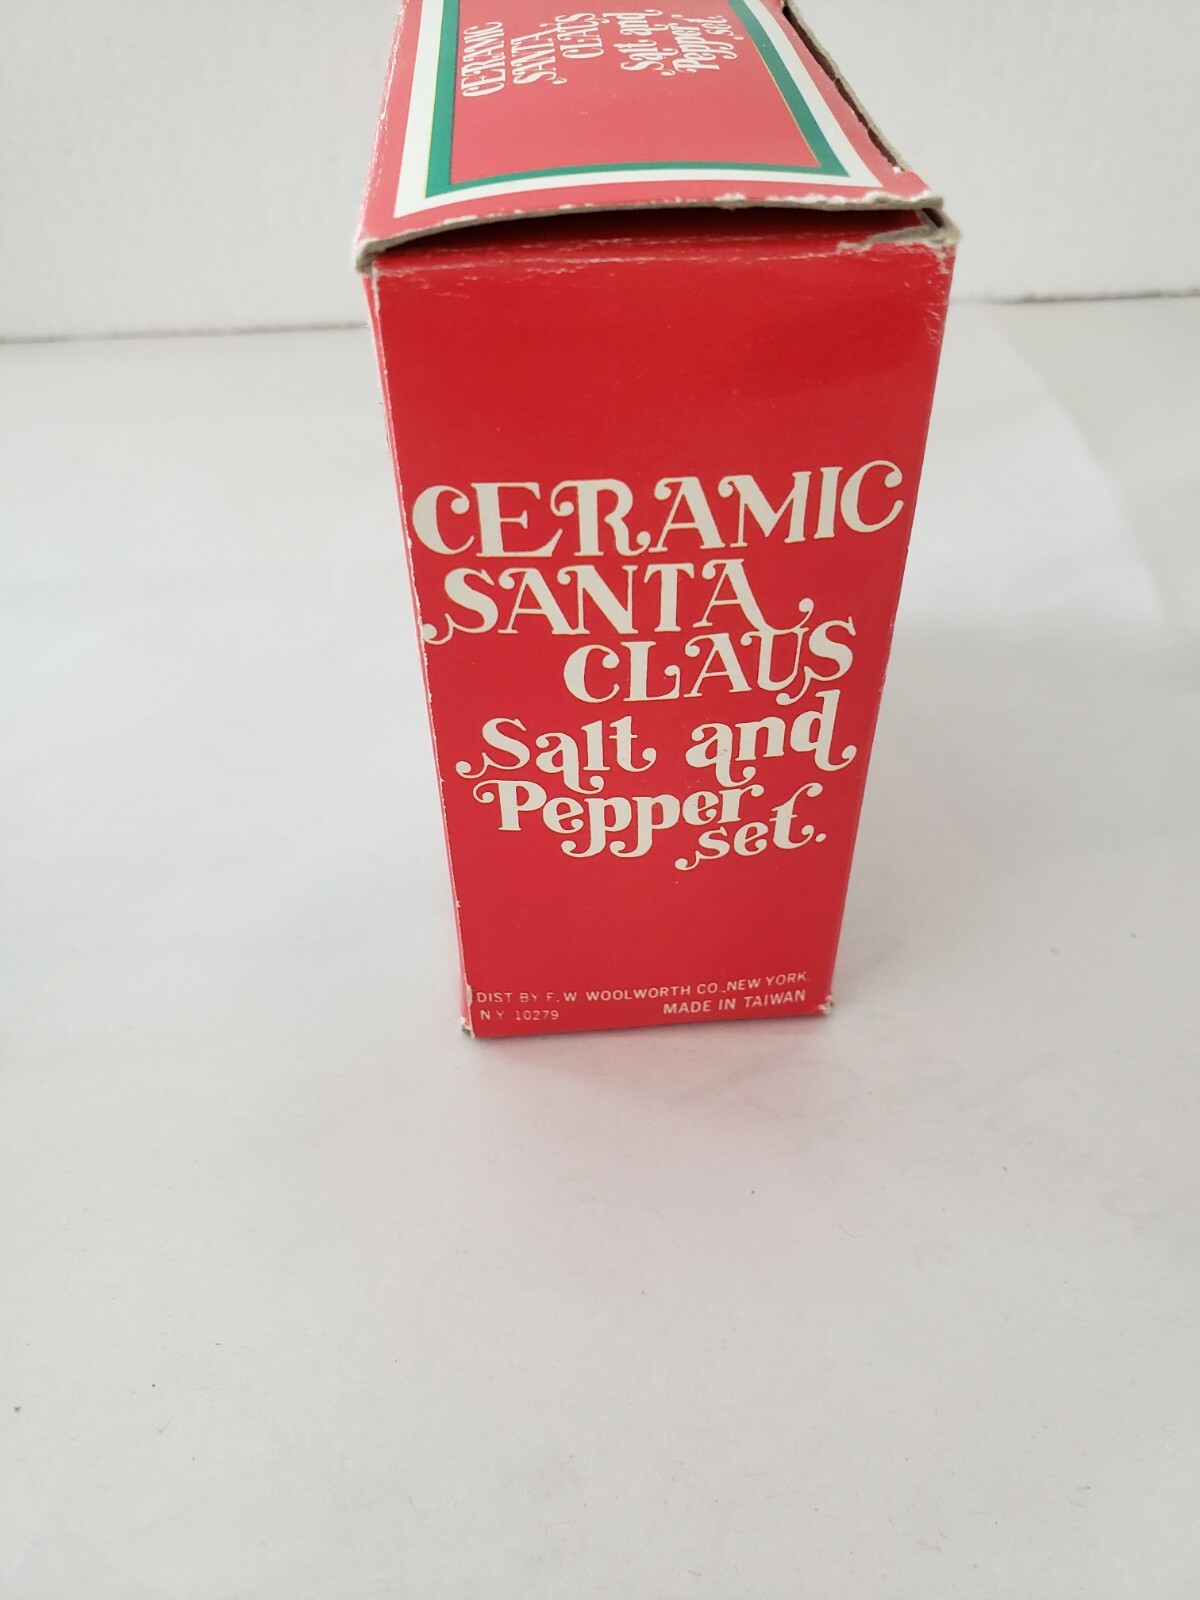 CERAMIC
SANTA
CLAUS
Salt and
Pepper
set.
CERAMIC
SANTA
CLAUS
Salt and
Pepper
set.
DIST BY F. W WOOLWORTH CO., NEW YORK,
N Y 10279
MADE IN TAIWAN